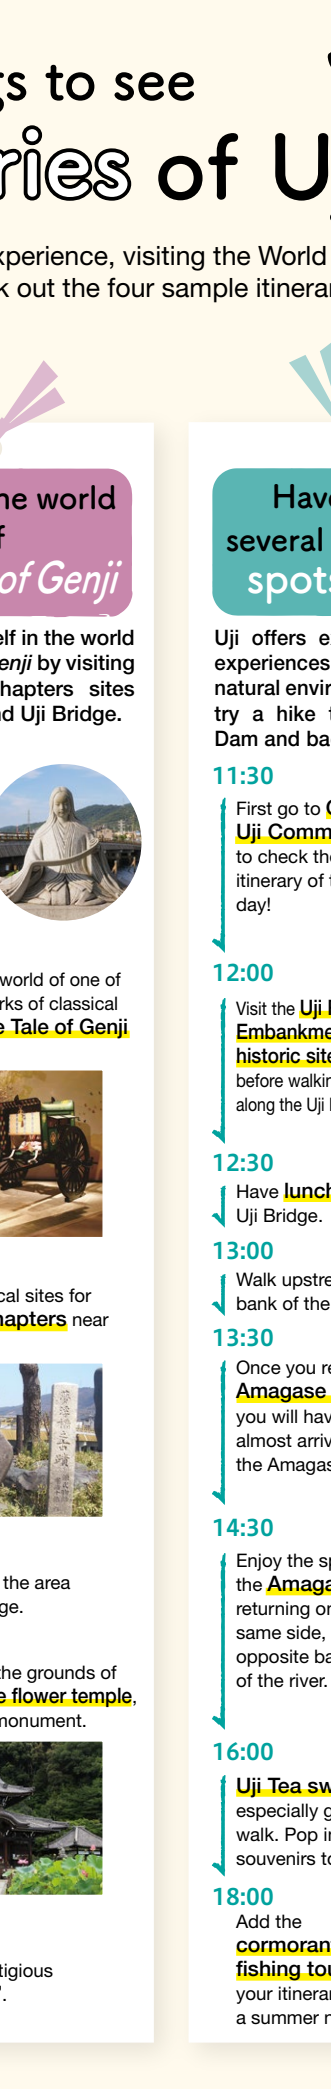 gs to see
ries of Uj
xperience, visiting the World
k out the four sample itinerar
he world
f
of Genji
elf in the world
enji by visiting
hapters sites
nd Uji Bridge.
world of one of
rks of classical
e Tale of Genji
cal sites for
hapters near
the area
ge.
the grounds of
e flower temple,
monument.
tigious
'.
Have
several
spots
Uji offers e
experiences
natural envir
try a hike t
Dam and ba
11:30
First go to
Uji Comm
to check the
itinerary of t
day!
12:00
Visit the Uji
Embankme
historic site
before walkin
along the Uji
12:30
Have lunch
Uji Bridge.
13:00
Walk upstre
bank of the
13:30
Once you re
Amagase
you will hav
almost arriv
the Amagas
14:30
Enjoy the sp
the Amaga
returning on
same side,
opposite ba
of the river.
16:00
Uji Tea sw
especially g
walk. Pop in
souvenirs to
18:00
Add the
cormorant
fishing tou
your itinerar
a summer n